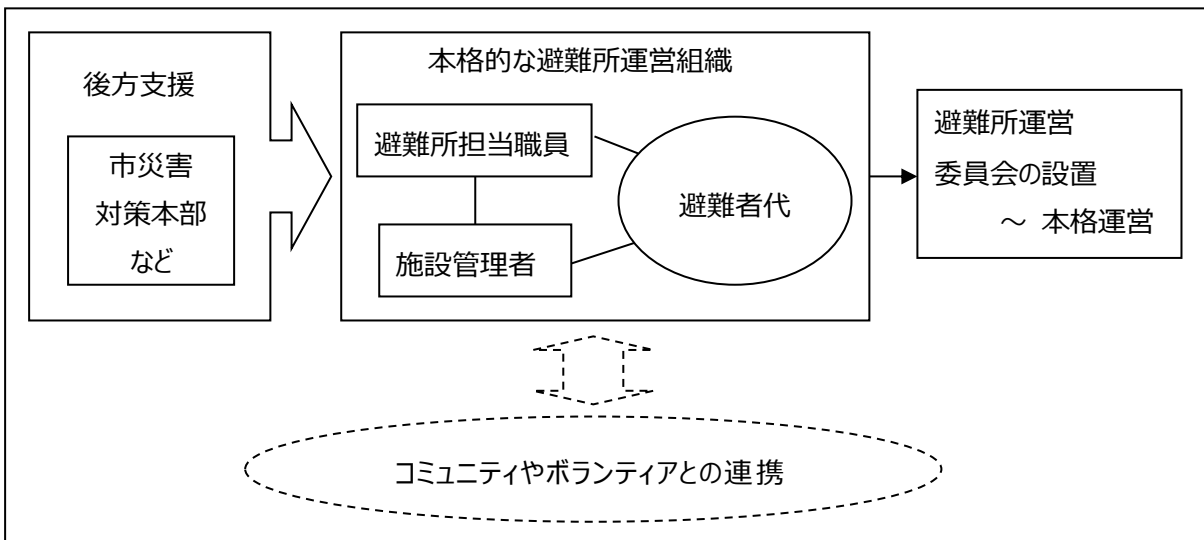 後方支援
市災害
対策本部
など
本格的な避難所運営組織
避難所担当職員
施設管理者
避難者代
避難所運営
委員会の設置
～ 本格運営
コミュニティやボランティアとの連携